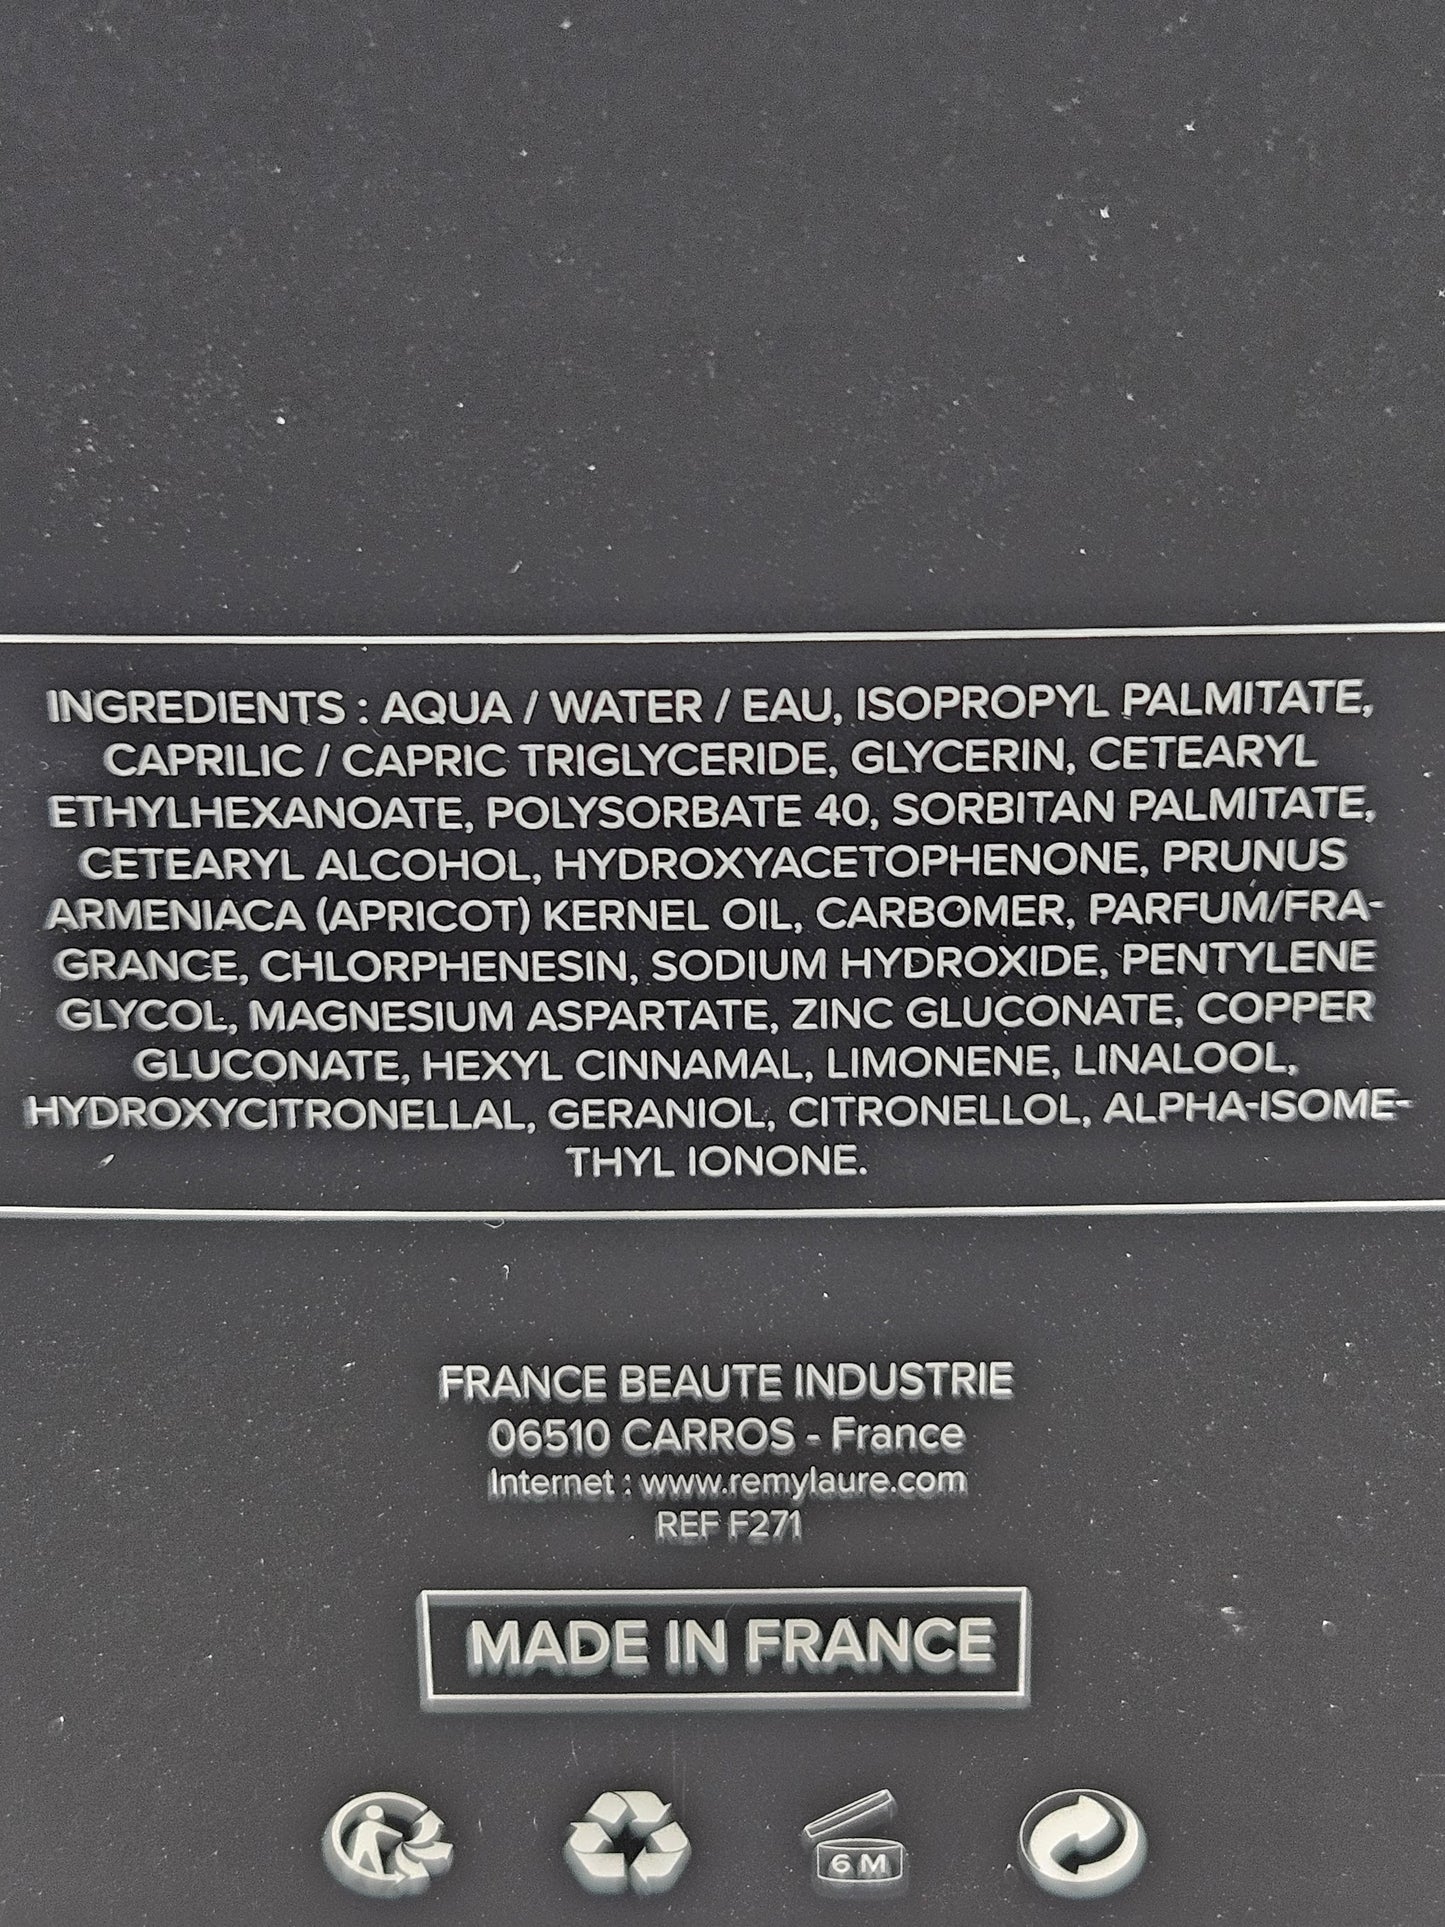 INGREDIENTS : AQUA / WATER / EAU, ISOPROPYL PALMITATE,
CAPRILIC / CAPRIC TRIGLYCERIDE, GLYCERIN, CETEARYL
ETHYLHEXANOATE, POLYSORBATE 40, SORBITAN PALMITATE,
CETEARYL ALCOHOL, HYDROXYACETOPHENONE, PRUNUS
ARMENIACA (APRICOT) KERNEL OIL, CARBOMER, PARFUM/FRA-
GRANCE, CHLORPHENESIN, SODIUM HYDROXIDE, PENTYLENE
GLYCOL, MAGNESIUM ASPARTATE, ZINC GLUCONATE, COPPER
GLUCONATE, HEXYL CINNAMAL, LIMONENE, LINALOOL,
HYDROXYCITRONELLAL, GERANIOL, CITRONELLOL, ALPHA-ISOME-
THYL IONONE.
FRANCE BEAUTE INDUSTRIE
06510 CARROS - France
Internet : www.remylaure.com
REF F271
MADE IN FRANCE
6 M